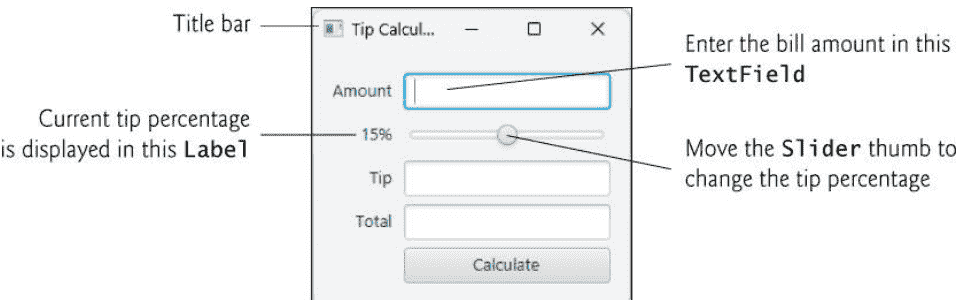 Title bar
Tip Calcul...
Enter the bill amount in this
TextField
Amount
Current tip percentage
is displayed in this Label
15%
Move the Slider thumb to
change the tip percentage
Tip
Total
Calculate